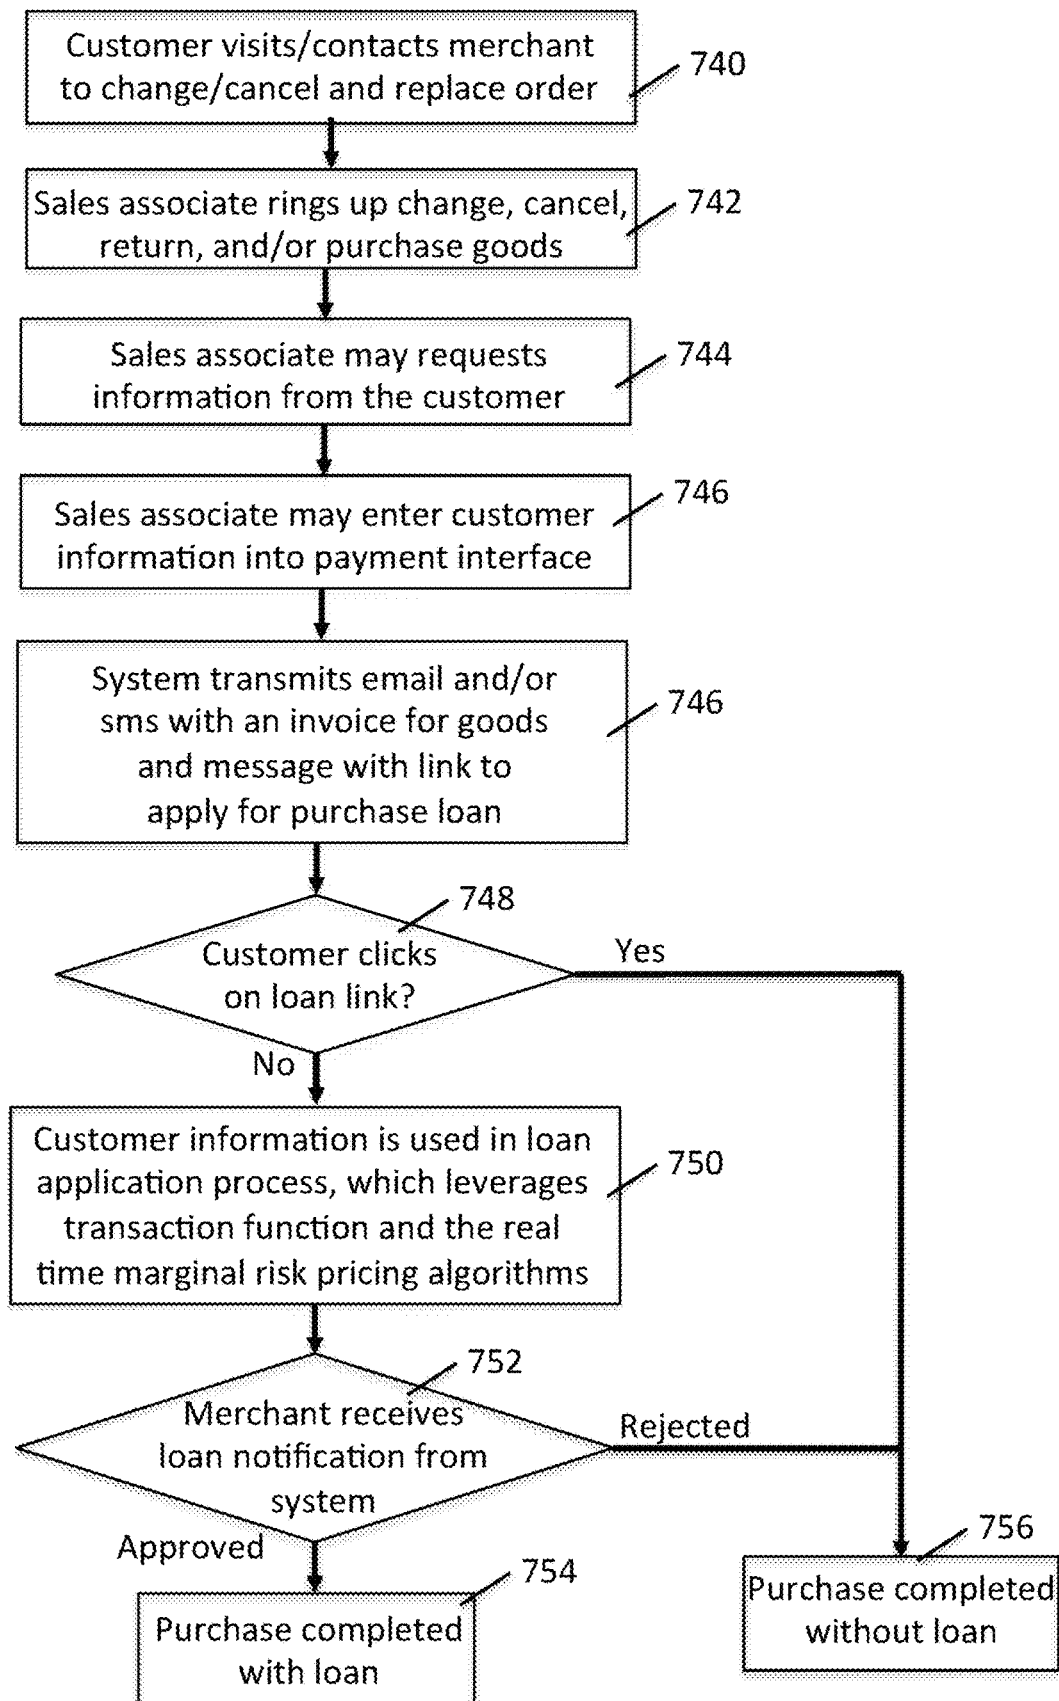 Customer visits/contacts merchant
to change/cancel and replace order
740
Sales associate rings up change, cancel,
return, and/or purchase goods
742
Sales associate may requests
information from the customer
744
Sales associate may enter customer
information into payment interface
746
System transmits email and/or
sms with an invoice for goods
and message with link to
apply for purchase loan
746
748
Customer clicks
on loan link?
Yes
No
Customer information is used in loan
application process, which leverages
transaction function and the real
time marginal risk pricing algorithms
750
752
Merchant receives
loan notification from
system
Rejected
Approved
754
Purchase completed
with loan
756
Purchase completed
without loan